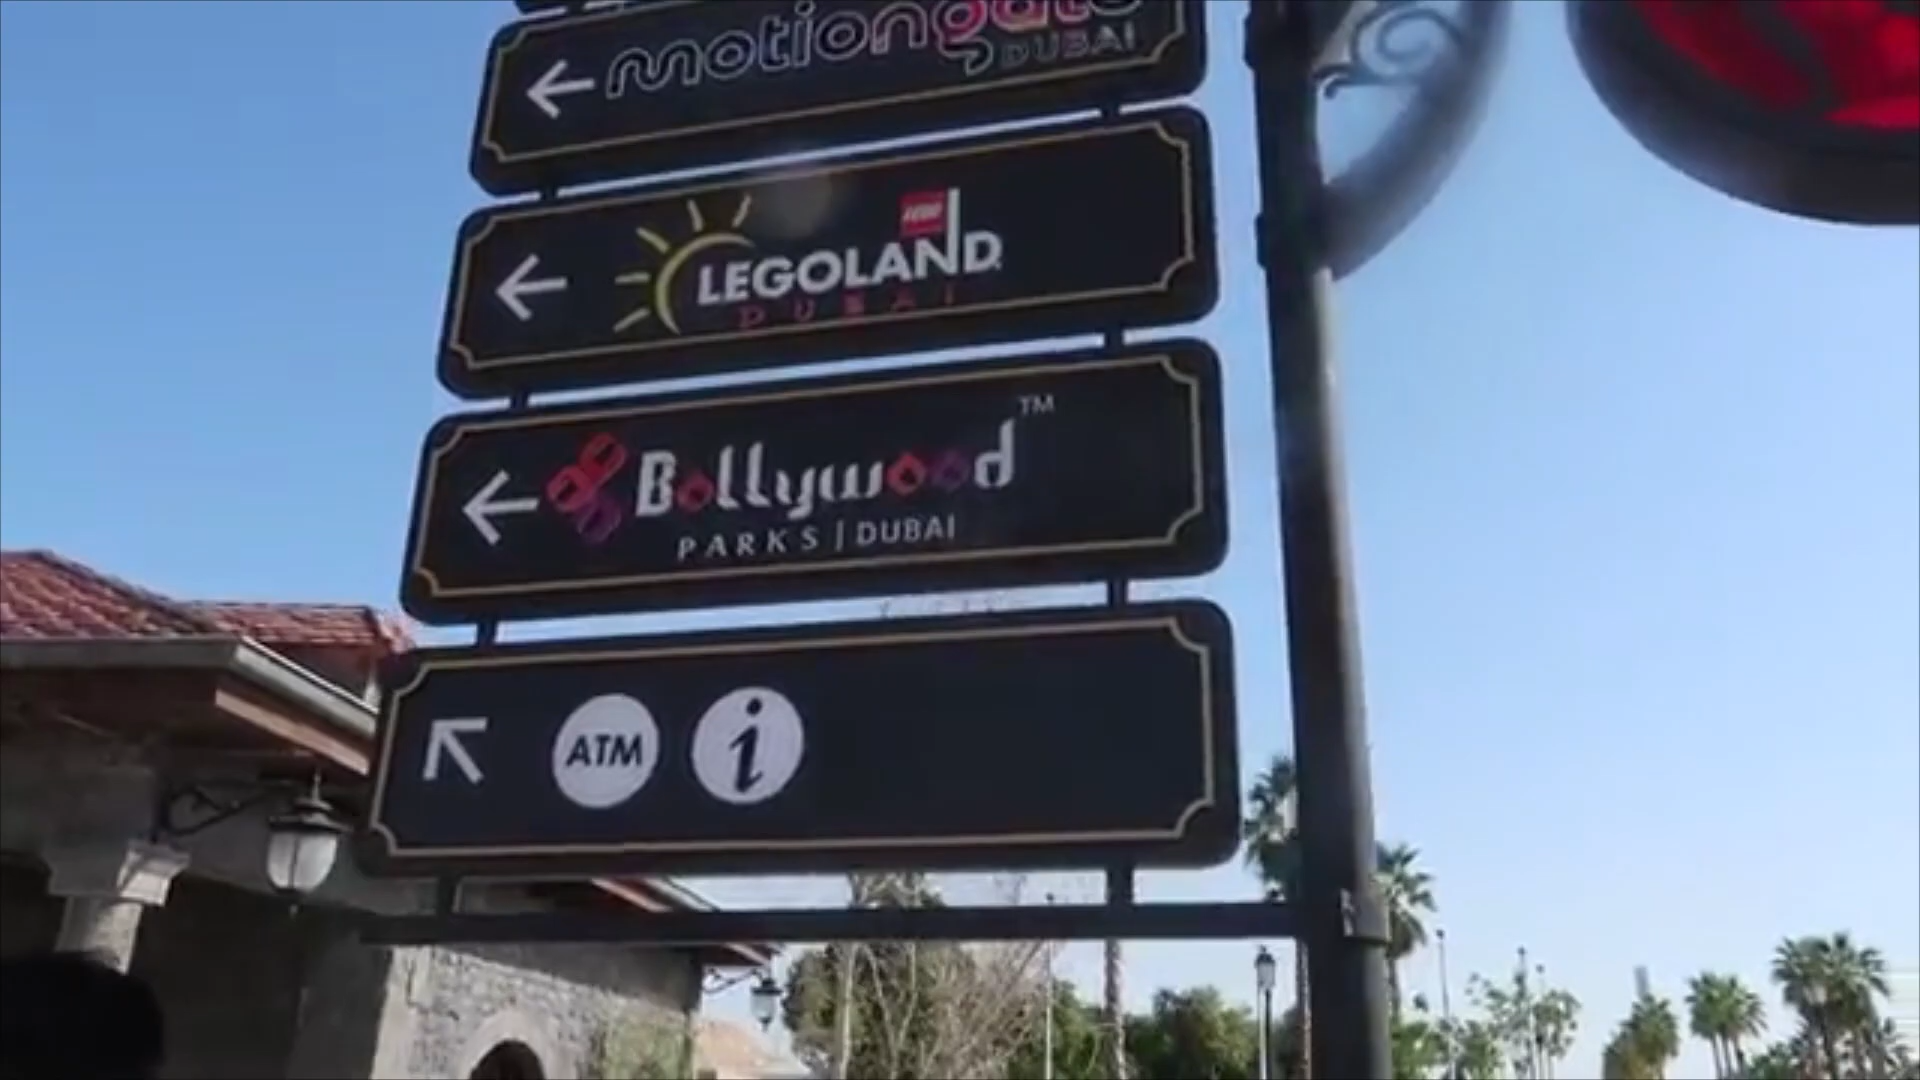 motiongate
DUBAI
LEGO
LEGOLAND
DUBAI
TM
Bollywood
PARKS | DUBAI
ATM i